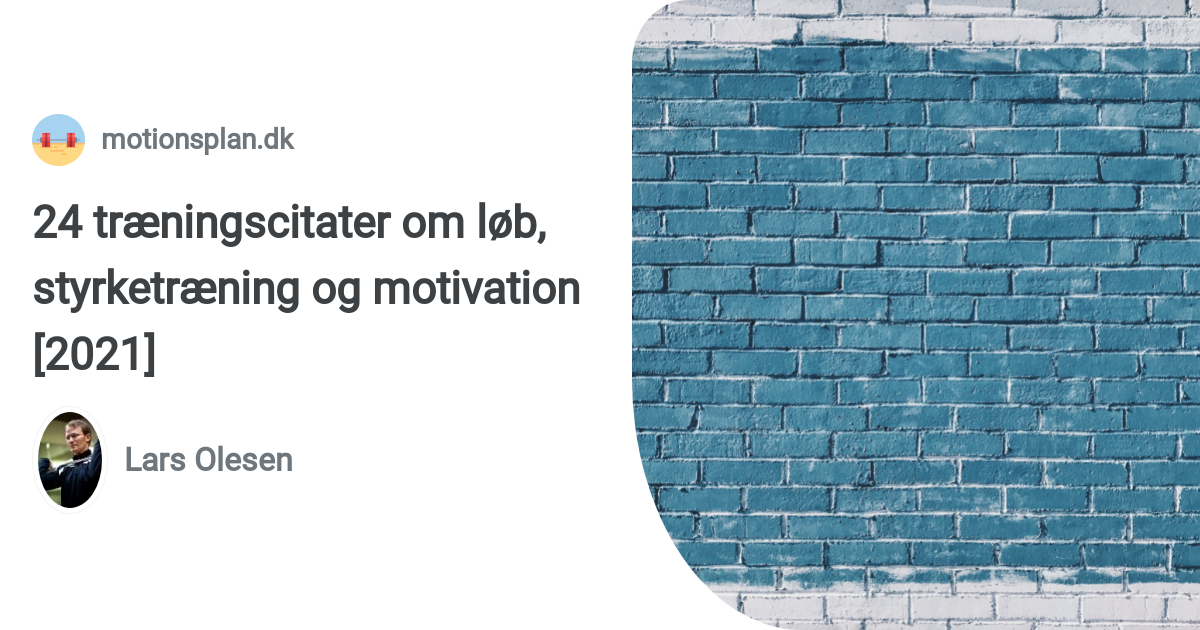 motionsplan.dk
24 træningscitater om løb,
styrketræning og motivation
[2021]
Lars Olesen